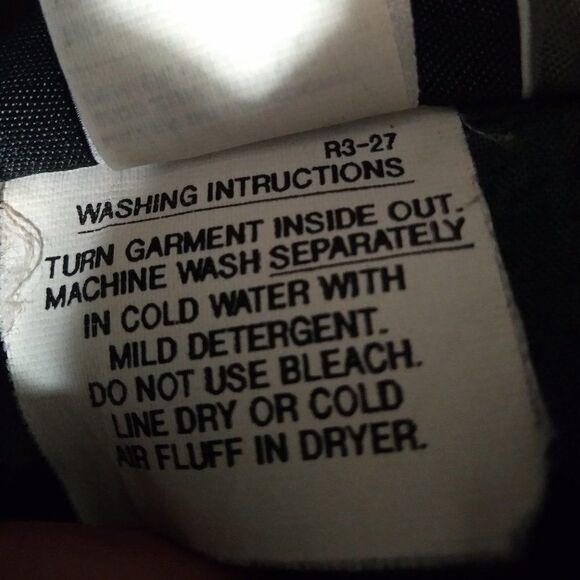 R3-27
WASHING INTRUCTIONS
TURN GARMENT INSIDE OUT.
MACHINE WASH SEPARATELY
IN COLD WATER WITH
MILD DETERGENT.
DO NOT USE BLEACH.
LINE DRY OR COLD
AIR FLUFF IN DRYER.